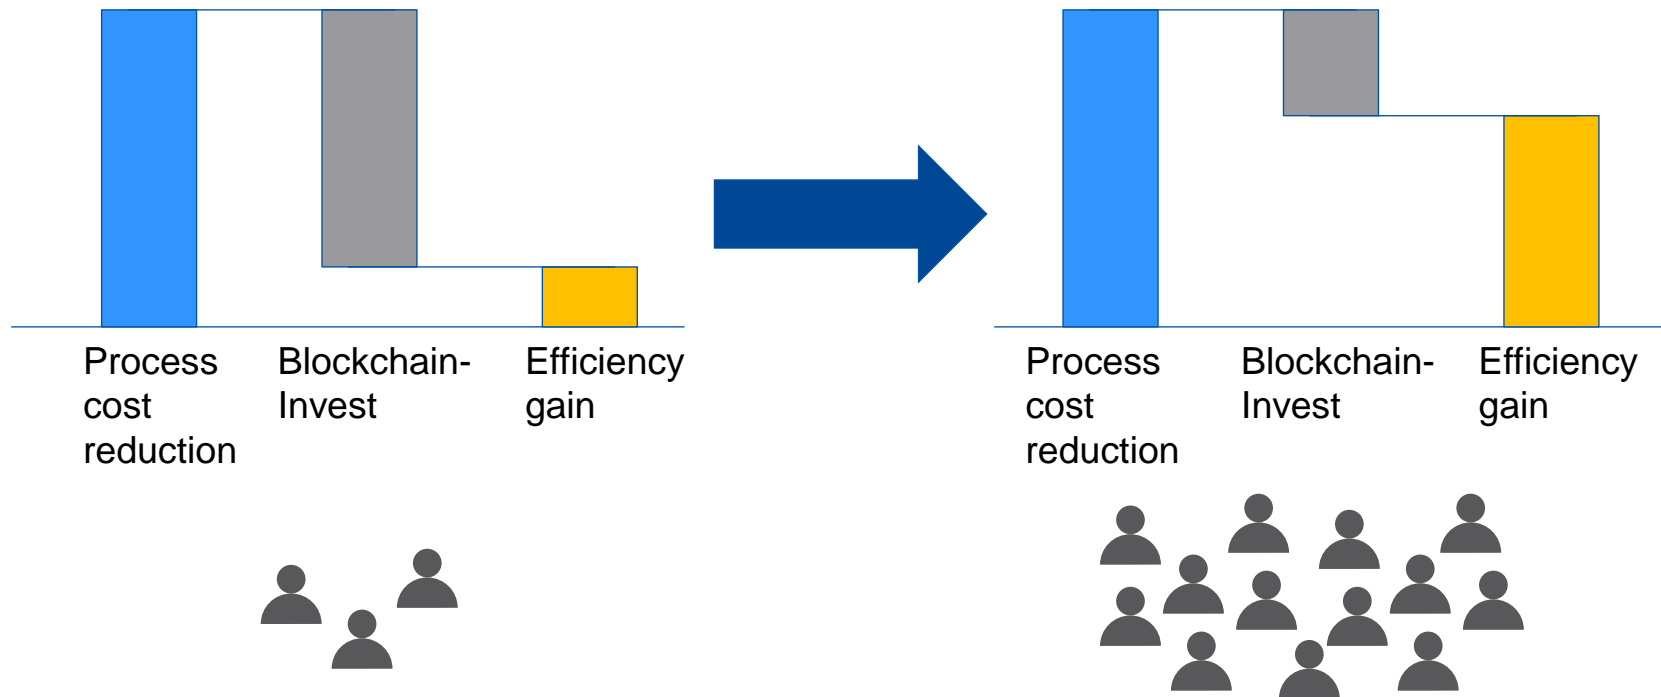 Process
cost
reduction
Blockchain-
Invest
Efficiency
gain
Process
cost
reduction
Blockchain-
Invest
Efficiency
gain